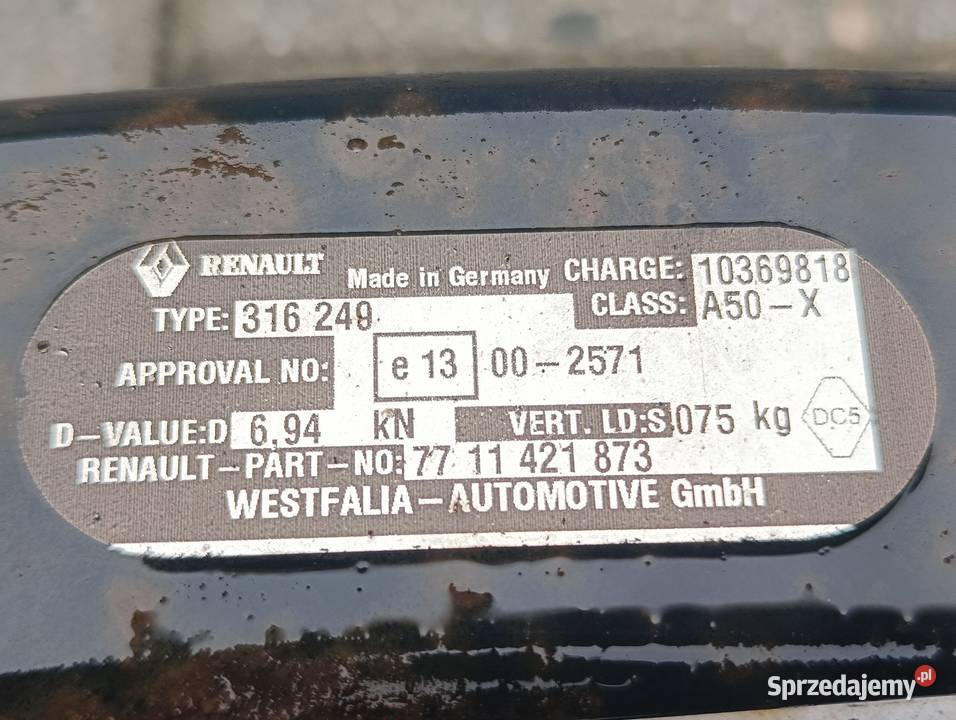 RENAULT Made in Germany CHARGE: 10369818
TYPE: 316 249 CLASS: A50-X
APPROVAL NO: e 13 00-2571
D-VALUE:D 6,94 kN VERT. LD:S 075 kg DC5
RENAULT-PART-NO: 77 11 421 873
WESTFALIA-AUTOMOTIVE GmbH
Sprzedajemy.pl